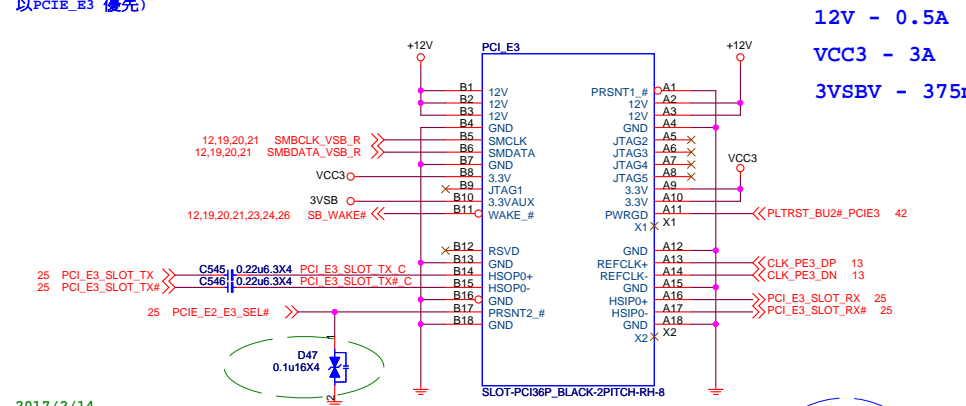 以PCIE_E3 優先)
12V - 0.5A
VCC3 - 3A
3VSBV - 375
+12V
PCI_E3
+12V
B1 12V
B2 12V
B3 12V
B4 GND
12,19,20,21 SMBCLK_VSB_R B5 SMCLK
12,19,20,21 SMBDATA_VSB_R B6 SMDATA
B7 GND
VCC3 B8 3.3V
B9 JTAG1
3VSB B10 3.3VAUX
12,19,20,21,23,24,26 SB_WAKE# B11 WAKE_#
PRSNT1_# A1
12V A2
12V A3
GND A4
JTAG2 A5
JTAG3 A6
JTAG4 A7
JTAG5 A8
VCC3
3.3V A9
3.3V A10
PWRGD A11 PLTRST_BU2#_PCIE3 42
X1 X1
B12 RSVD
B13 GND
25 PCI_E3_SLOT_TX C545 0.22u6.3X4 PCI_E3_SLOT_TX_C B14 HSOP0+
25 PCI_E3_SLOT_TX# C546 0.22u6.3X4 PCI_E3_SLOT_TX#_C B15 HSOP0-
B16 GND
25 PCIE_E2_E3_SEL# B17 PRSNT2_#
B18 GND
GND A12
REFCLK+ A13 CLK_PE3_DP 13
REFCLK- A14 CLK_PE3_DN 13
GND A15
HSIP0+ A16 PCI_E3_SLOT_RX 25
HSIP0- A17 PCI_E3_SLOT_RX# 25
GND A18
X2 X2
1
D47
0.1u16X4
2
SLOT-PCI36P_BLACK-2PITCH-RH-8